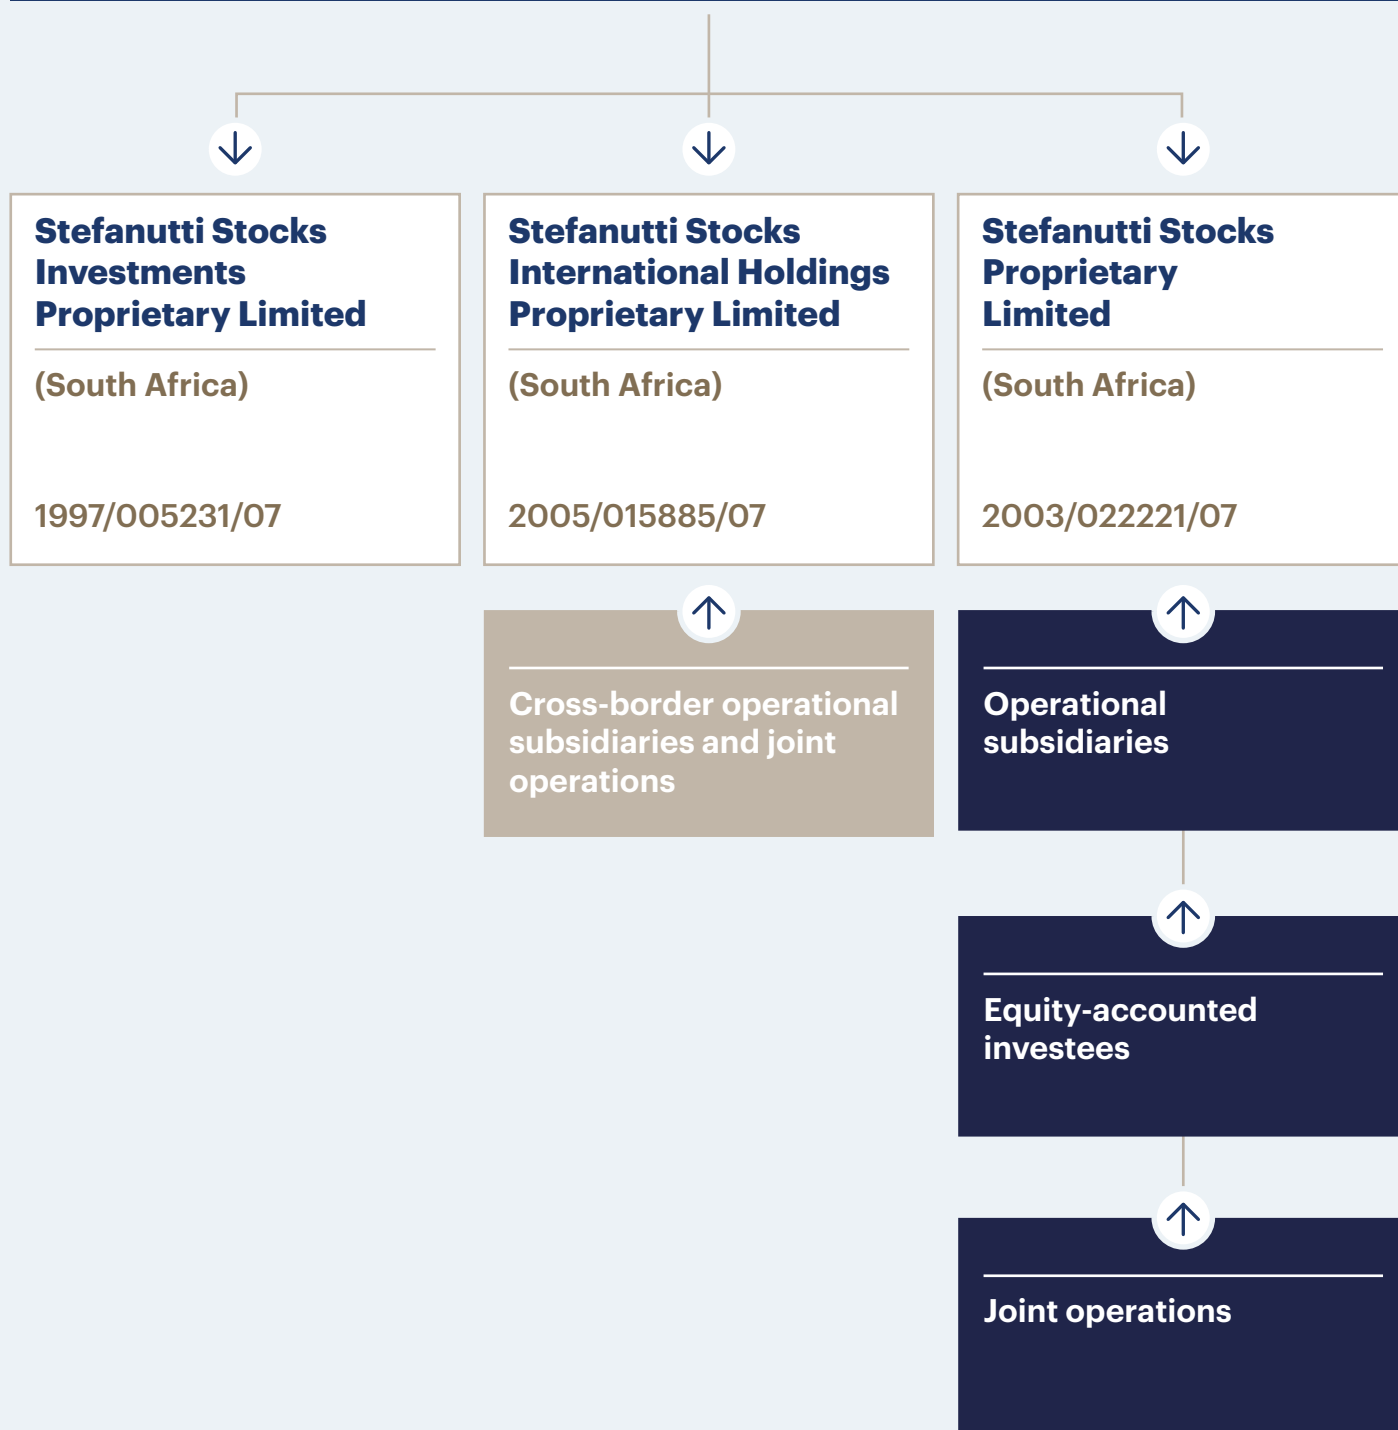 Stefanutti Stocks
Investments
Proprietary Limited
(South Africa)
1997/005231/07
Stefanutti Stocks
International Holdings
Proprietary Limited
(South Africa)
2005/015885/07
Stefanutti Stocks
Proprietary
Limited
(South Africa)
2003/022221/07
Cross-border operational
subsidiaries and joint
operations
Operational
subsidiaries
Equity-accounted
investees
Joint operations